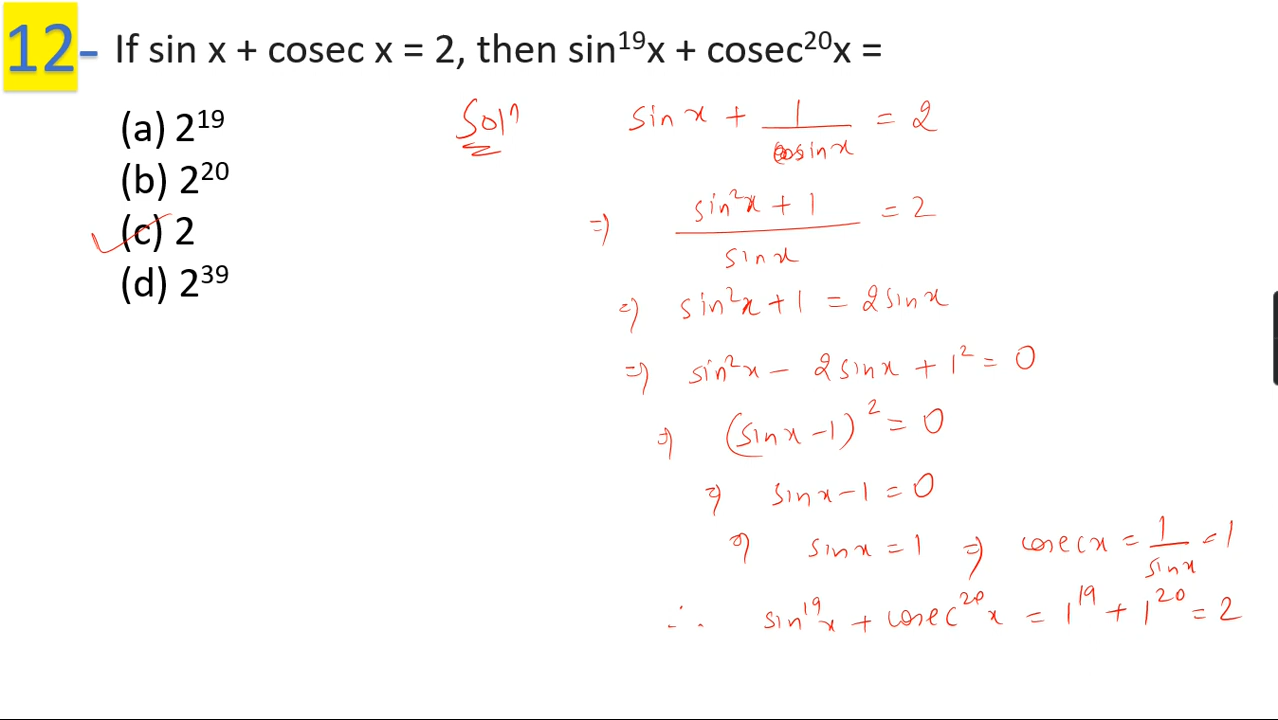 12- If sin x + cosec x = 2, then sin¹⁹x + cosec²⁰x =
(a) 2¹⁹
(b) 2²⁰
(c) 2
(d) 2³⁹
Solⁿ
sin x + 1/sin x = 2
⇒ (sin²x + 1)/sin x = 2
⇒ sin²x + 1 = 2 sin x
⇒ sin²x − 2 sin x + 1² = 0
⇒ (sin x − 1)² = 0
⇒ sin x − 1 = 0
⇒ sin x = 1 ⇒ cosec x = 1/sin x = 1
∴ sin¹⁹x + cosec²⁰x = 1¹⁹ + 1²⁰ = 2